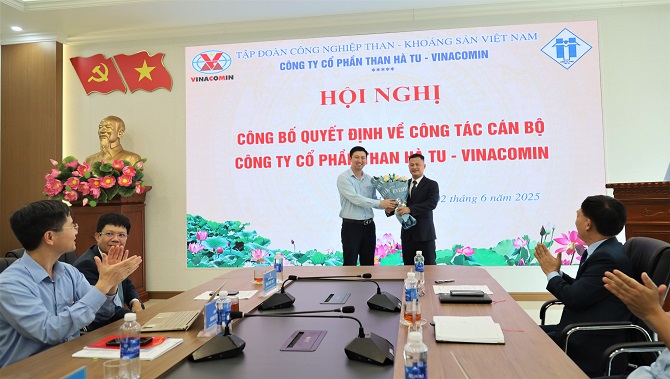 TẬP ĐOÀN CÔNG NGHIỆP THAN - KHOÁNG SẢN VIỆT NAM
CÔNG TY CỔ PHẦN THAN HÀ TU - VINACOMIN
*****
VINACOMIN
HỘI NGHỊ
CÔNG BỐ QUYẾT ĐỊNH VỀ CÔNG TÁC CÁN BỘ
CÔNG TY CỔ PHẦN THAN HÀ TU - VINACOMIN
2 tháng 6 năm 2025